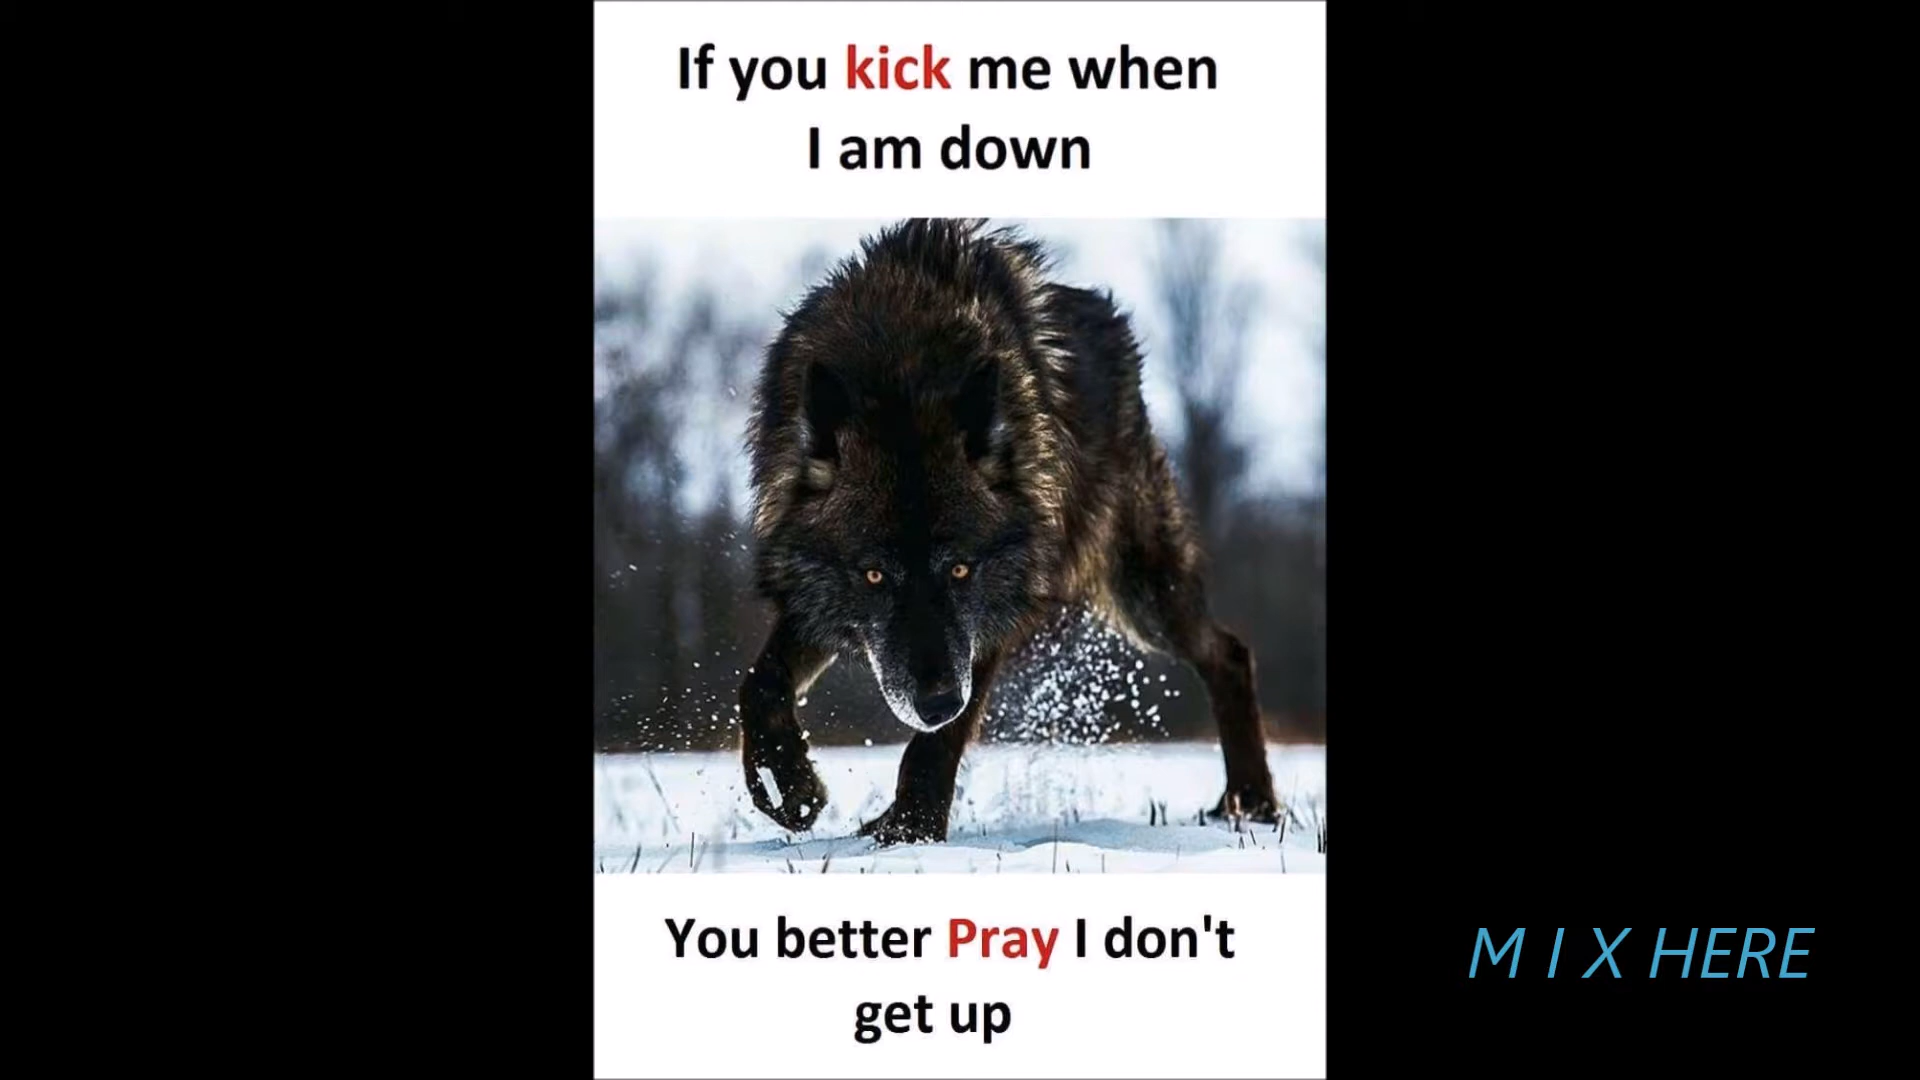 If you kick me when
I am down
You better Pray I don't
get up
M I X HERE